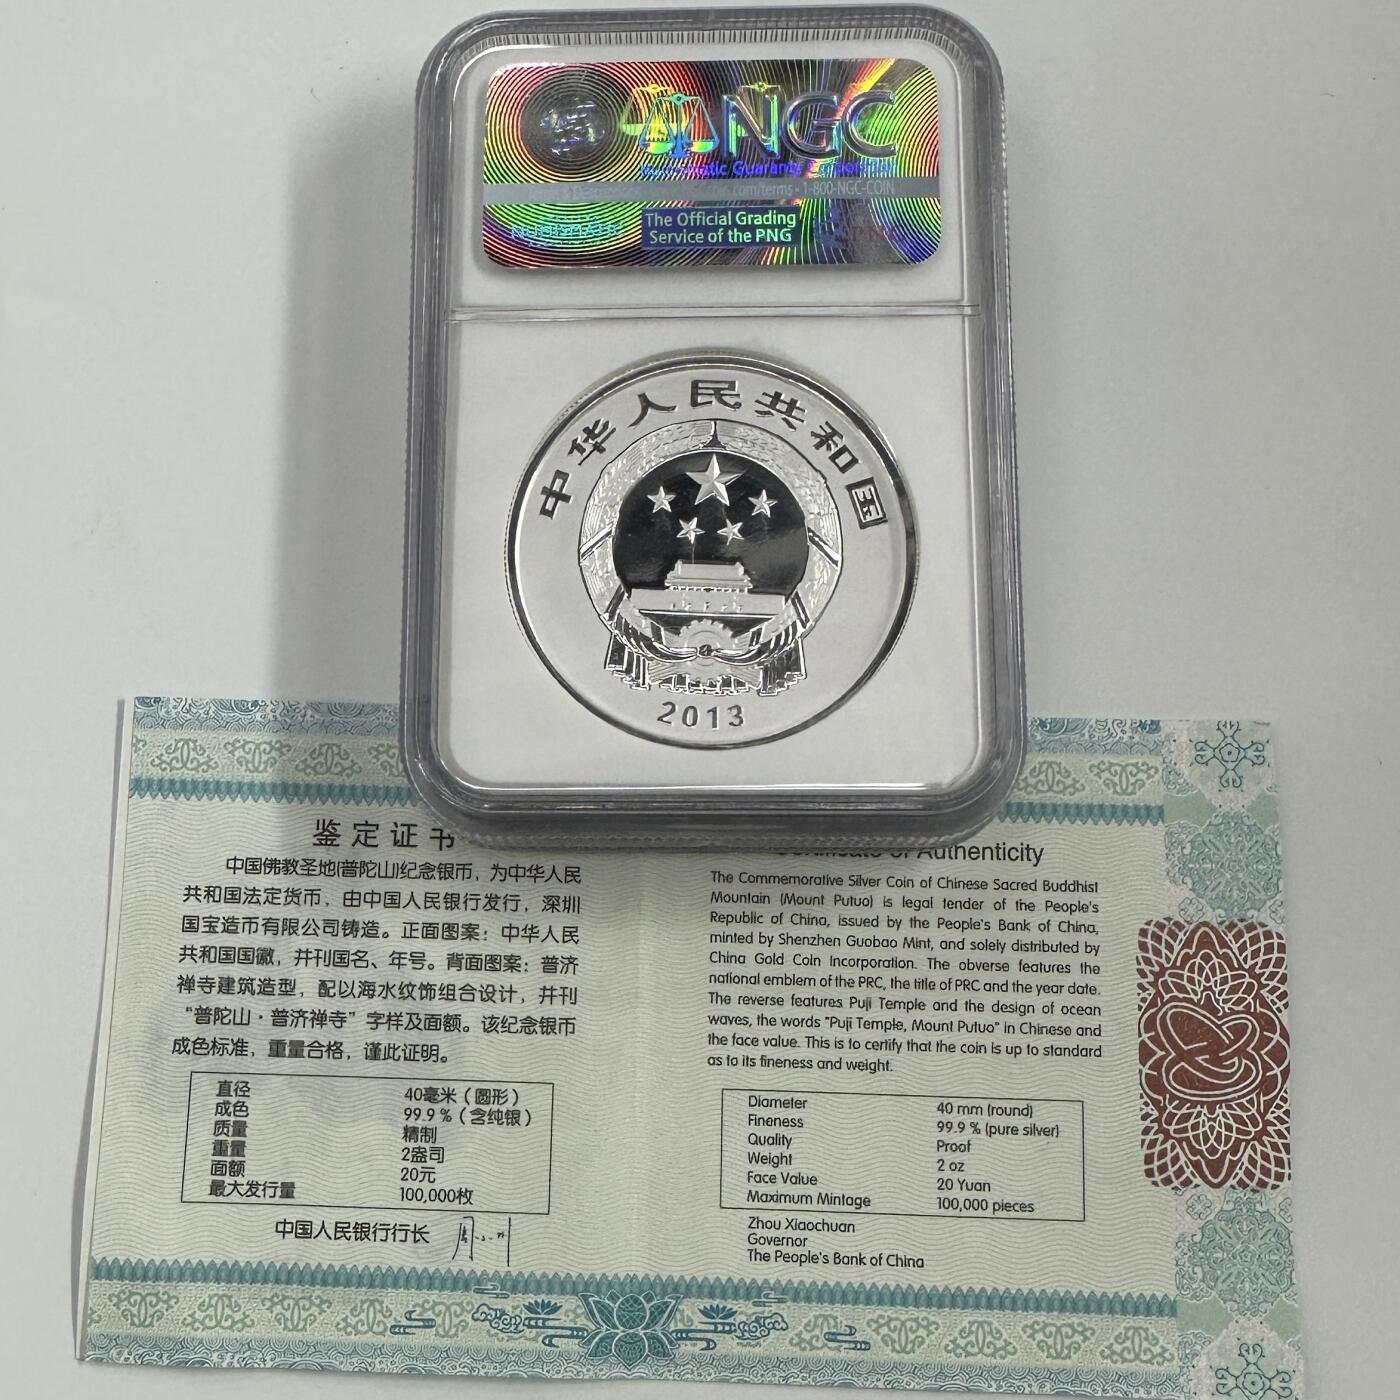 NGC
.com/terms • 1-800-NGC-COIN
The Official Grading
Service of the PNG
中华人民共和国
2013
鉴定证书
中国佛教圣地(普陀山)纪念银币，为中华人民
共和国法定货币，由中国人民银行发行，深圳
国宝造币有限公司铸造。正面图案：中华人民
共和国国徽，并刊国名、年号。背面图案：普济
禅寺建筑造型，配以海水纹饰组合设计，并刊
“普陀山·普济禅寺”字样及面额。该纪念银币
成色标准，重量合格，谨此证明。
直径 40毫米（圆形）
成色 99.9％（含纯银）
质量 精制
重量 2盎司
面额 20元
最大发行量 100,000枚
中国人民银行行长
Certificate of Authenticity
The Commemorative Silver Coin of Chinese Sacred Buddhist
Mountain (Mount Putuo) is legal tender of the People's
Republic of China, issued by the People's Bank of China,
minted by Shenzhen Guobao Mint, and solely distributed by
China Gold Coin Incorporation. The obverse features the
national emblem of the PRC, the title of PRC and the year date.
The reverse features Puji Temple and the design of ocean
waves, the words "Puji Temple, Mount Putuo" in Chinese and
the face value. This is to certify that the coin is up to standard
as to its fineness and weight.
Diameter 40 mm (round)
Fineness 99.9 % (pure silver)
Quality Proof
Weight 2 oz
Face Value 20 Yuan
Maximum Mintage 100,000 pieces
Zhou Xiaochuan
Governor
The People's Bank of China